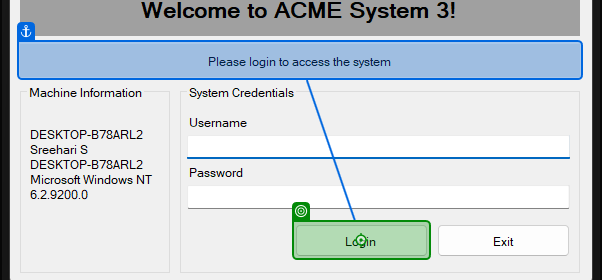 Welcome to ACME System 3!
Please login to access the system
Machine Information
DESKTOP-B78ARL2
Sreehari S
DESKTOP-B78ARL2
Microsoft Windows NT
6.2.9200.0
System Credentials
Username
Password
Login
Exit